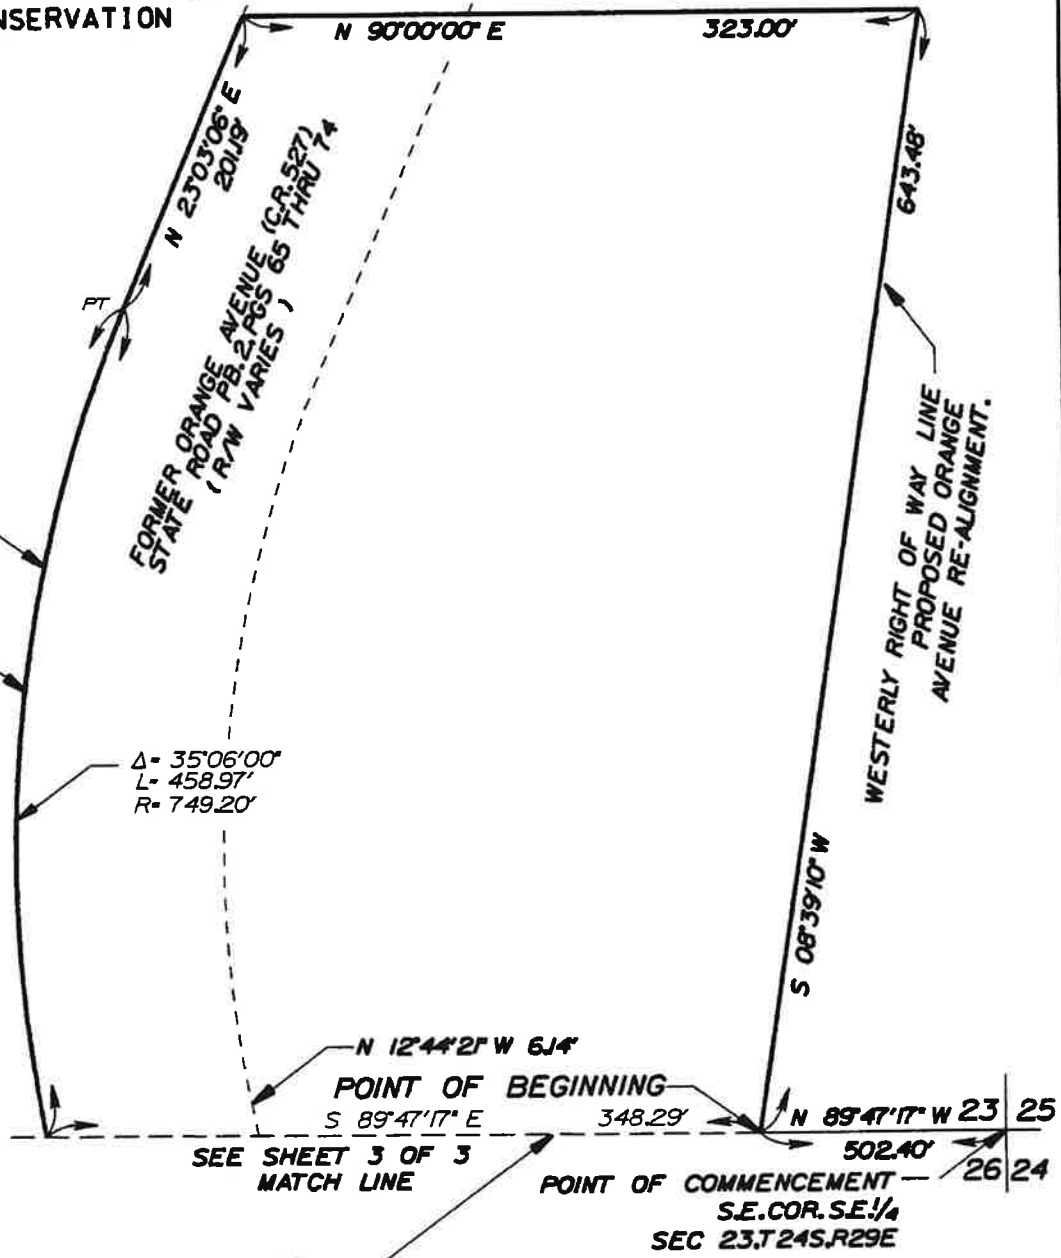 NSERVATION
N 90°00'00" E 323.00'
N 23°03'06" E
201.19'
643.48'
FORMER ORANGE AVENUE (C.R. 527)
STATE ROAD PB. 2, PGS 65 THRU 74
( R/W VARIES )
PT
WESTERLY RIGHT OF WAY LINE
PROPOSED ORANGE
AVENUE RE-ALIGNMENT.
Δ= 35°06'00"
L= 458.97'
R= 749.20'
S 08°39'10" W
N 12°44'21" W 6.14'
POINT OF BEGINNING
S 89°47'17" E 348.29'
N 89°47'17" W 23 25
502.40'
26 24
SEE SHEET 3 OF 3
MATCH LINE
POINT OF COMMENCEMENT
S.E. COR. S.E. 1/4
SEC 23, T 24S, R29E